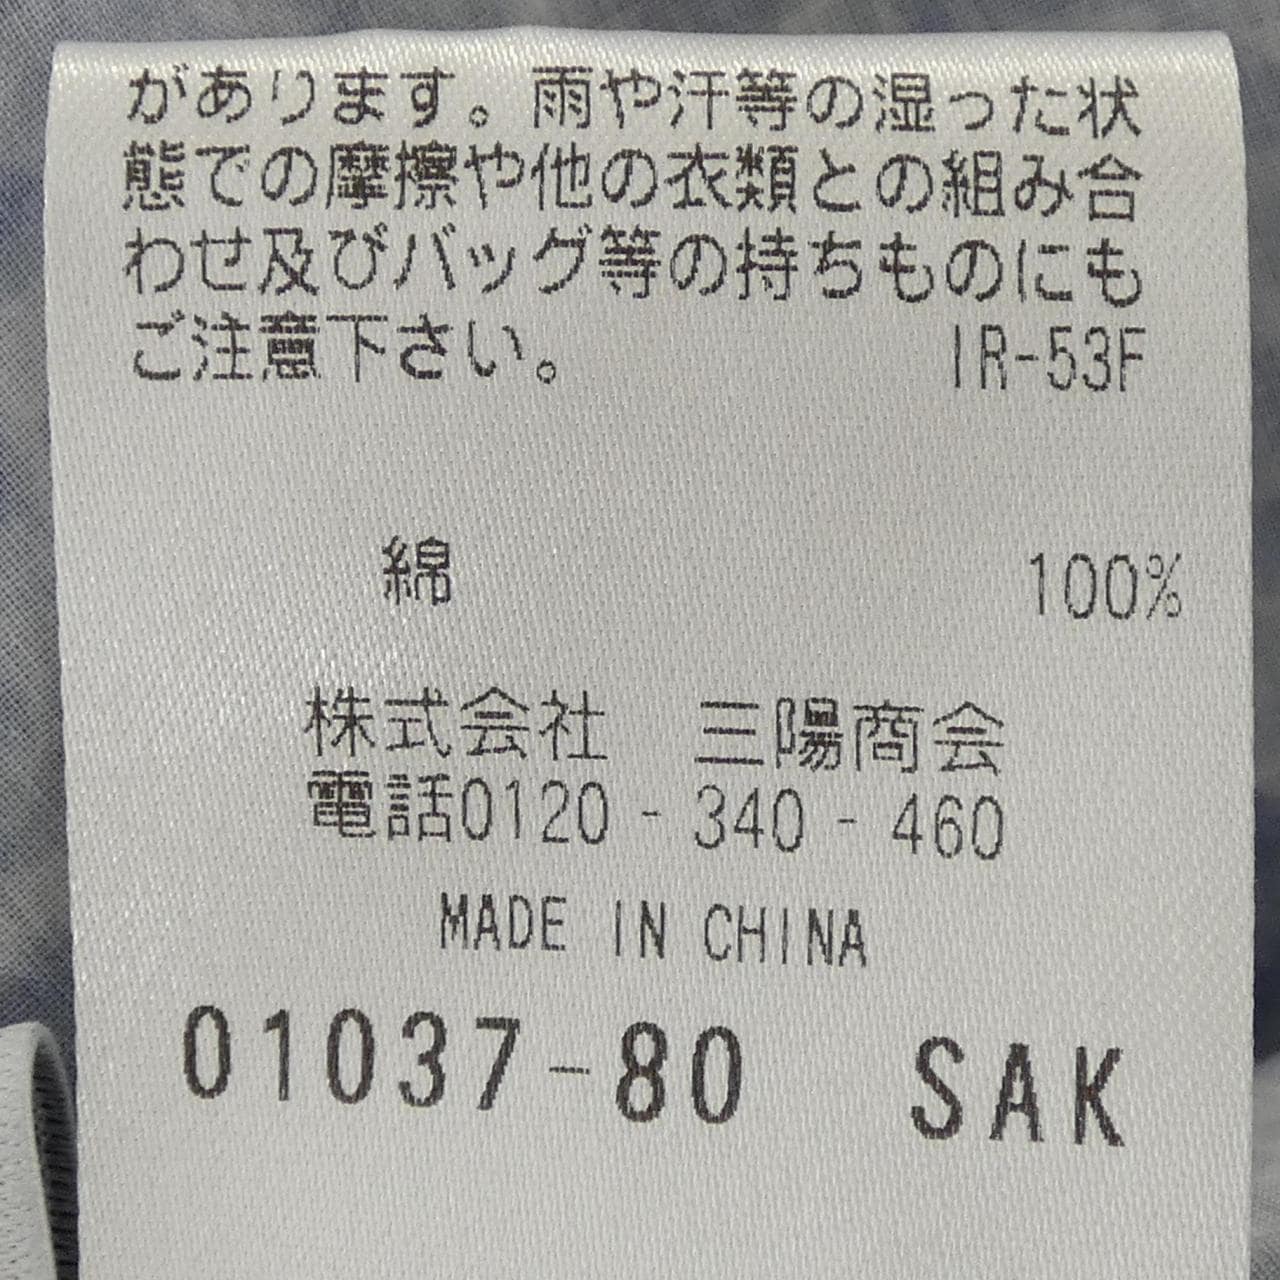 があります。雨や汗等の湿った状
態での摩擦や他の衣類との組み合
わせ及びバッグ等の持ちものにも
ご注意下さい。 IR-53F
綿 100%
株式会社 三陽商会
電話0120-340-460
MADE IN CHINA
01037-80 SAK